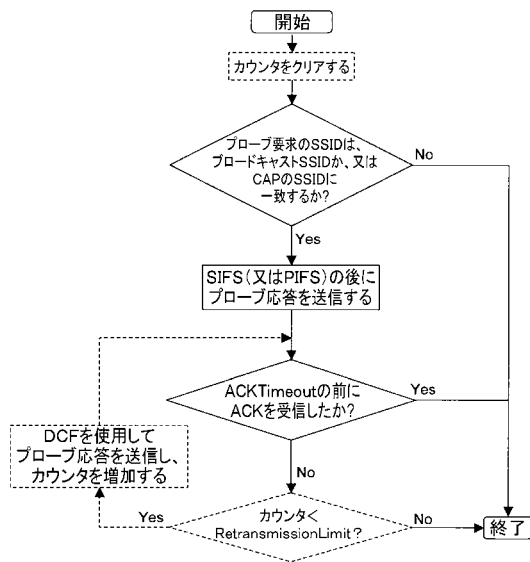 開始
カウンタをクリアする
プローブ要求のSSIDは、
ブロードキャストSSIDか、又は
CAPのSSIDに
一致するか?
No
Yes
SIFS(又はPIFS)の後に
プローブ応答を送信する
ACKTimeoutの前に
ACKを受信したか?
Yes
No
DCFを使用して
プローブ応答を送信し、
カウンタを増加する
Yes
カウンタ<
RetransmissionLimit?
No
終了